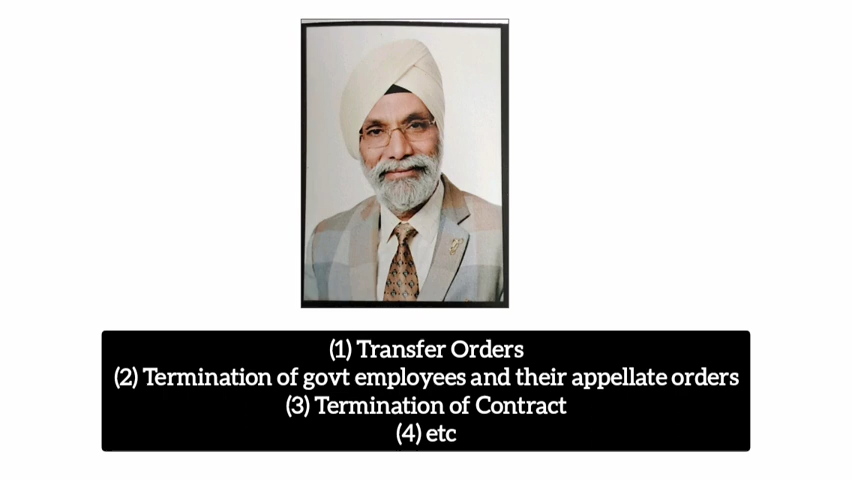 (1) Transfer Orders
(2) Termination of govt employees and their appellate orders
(3) Termination of Contract
(4) etc